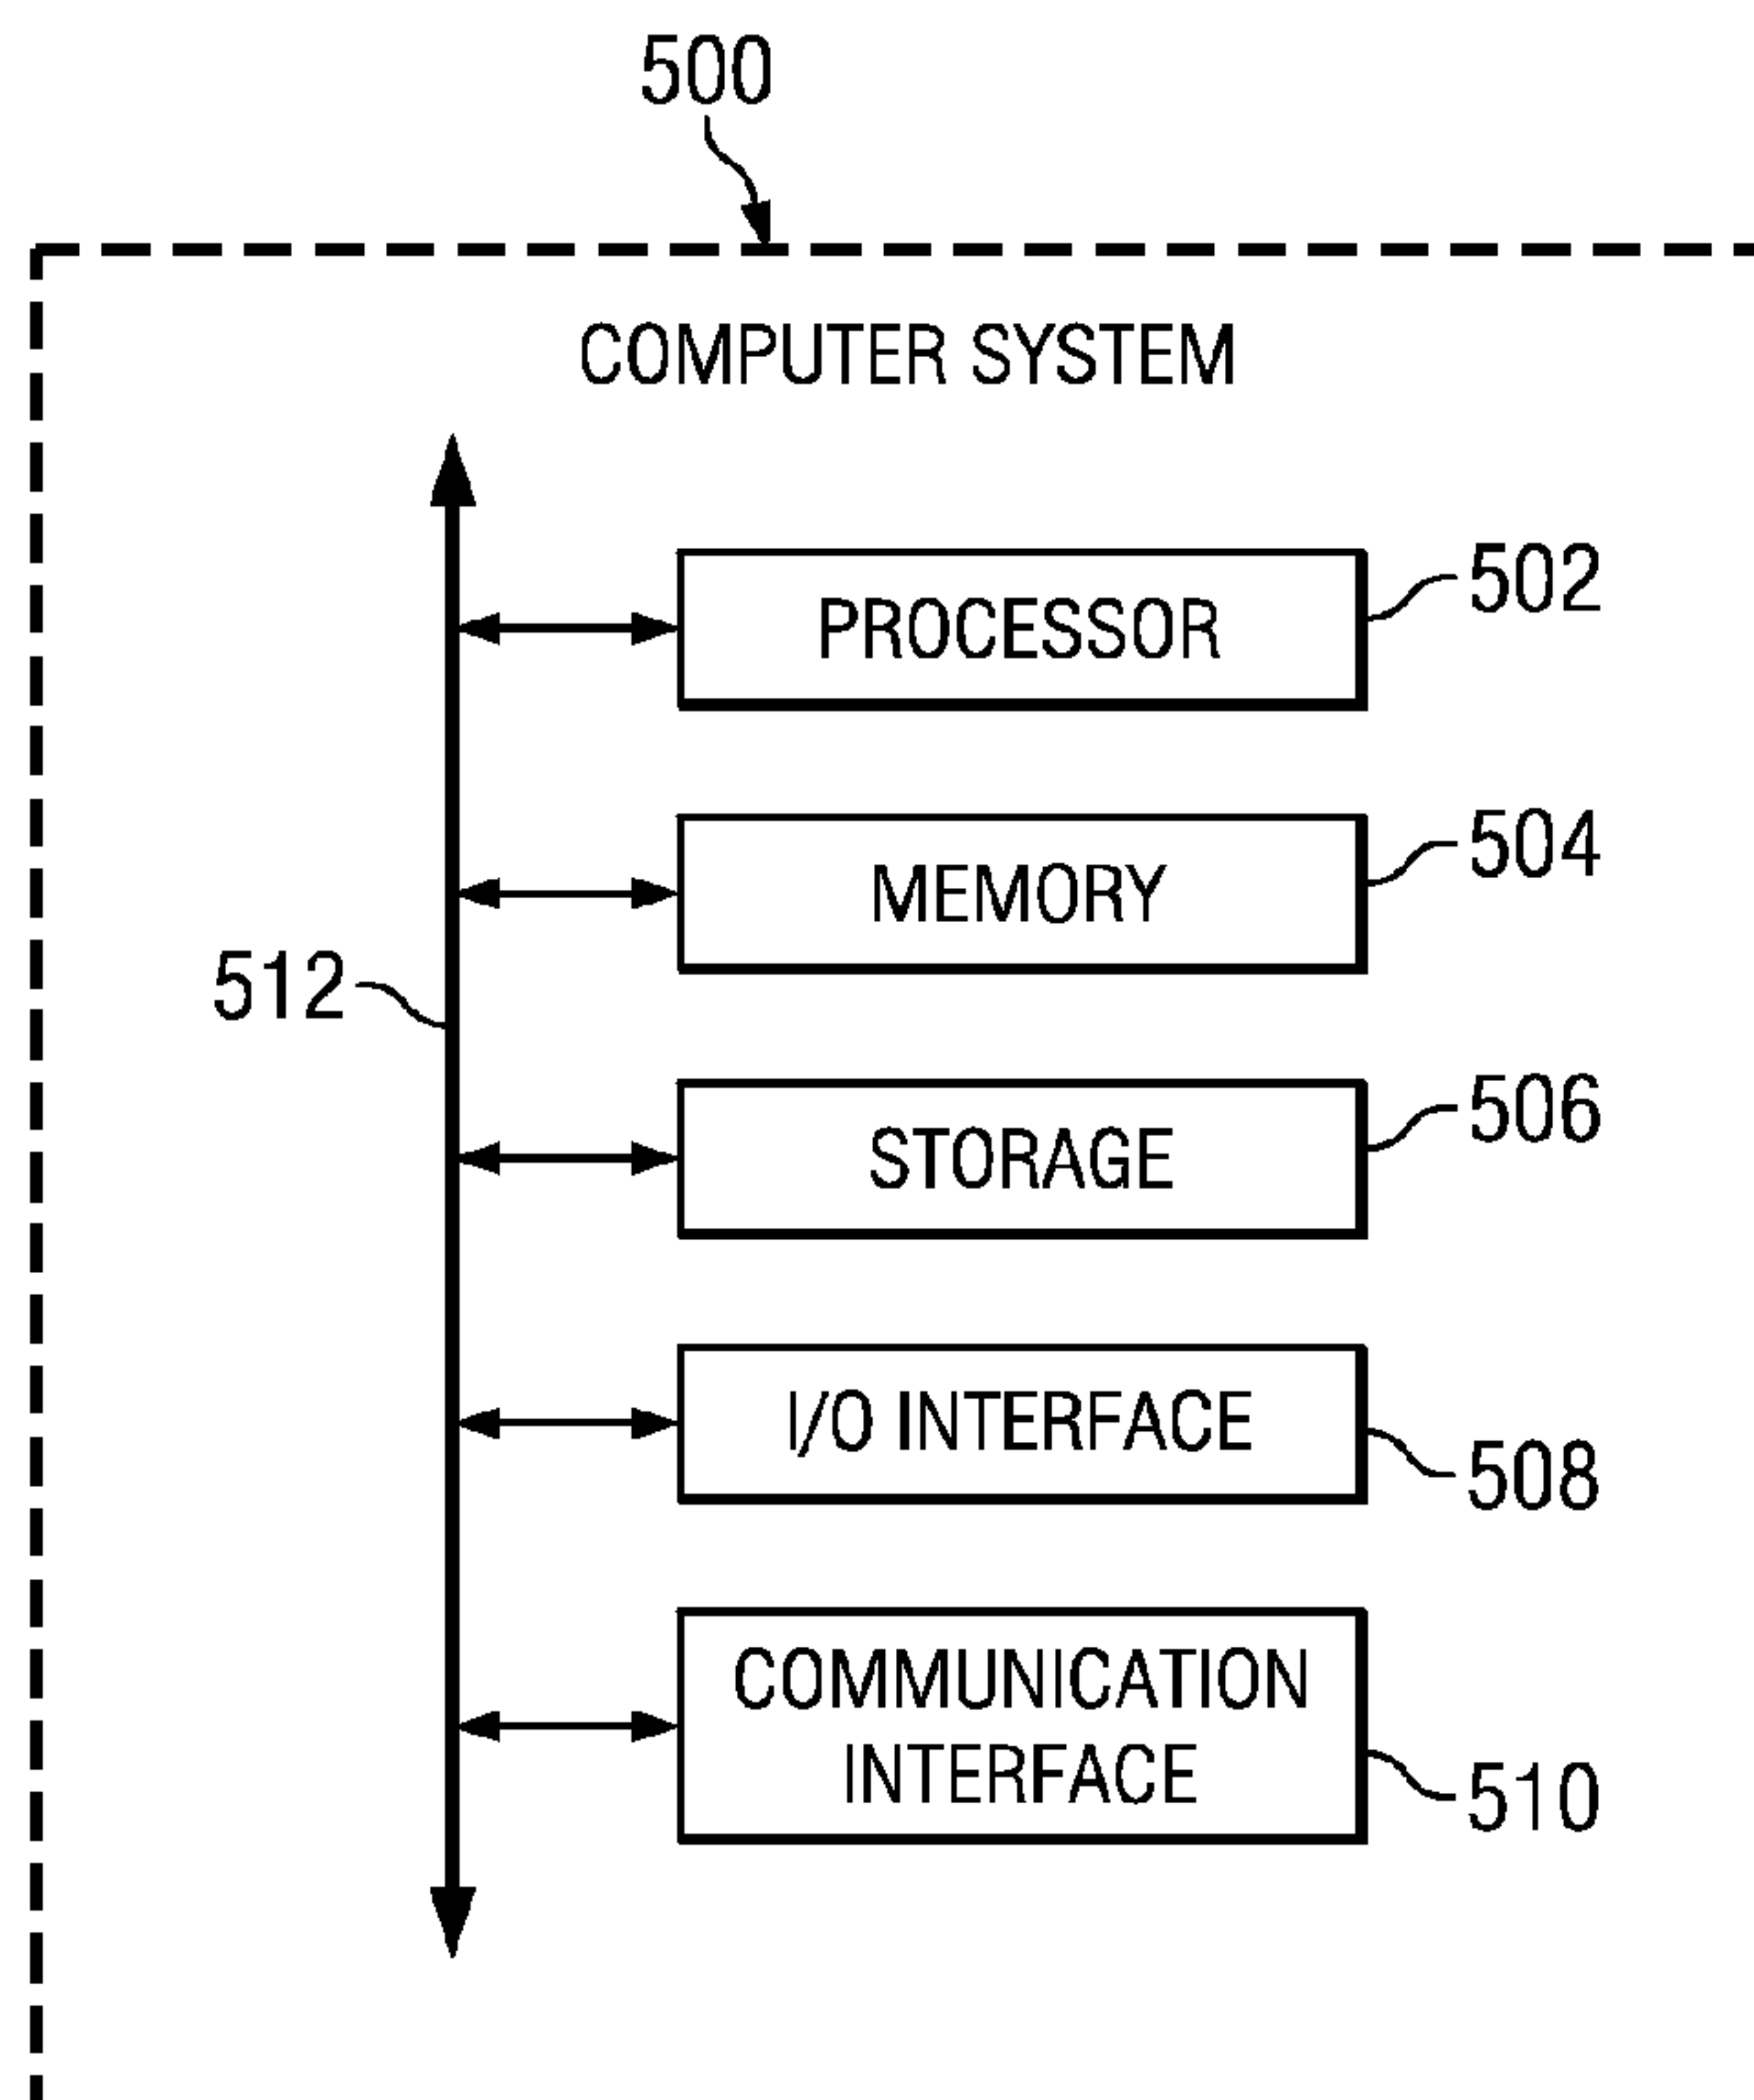 500
COMPUTER SYSTEM
PROCESSOR
502
MEMORY
504
512
STORAGE
506
I/O INTERFACE
508
COMMUNICATION
INTERFACE
510